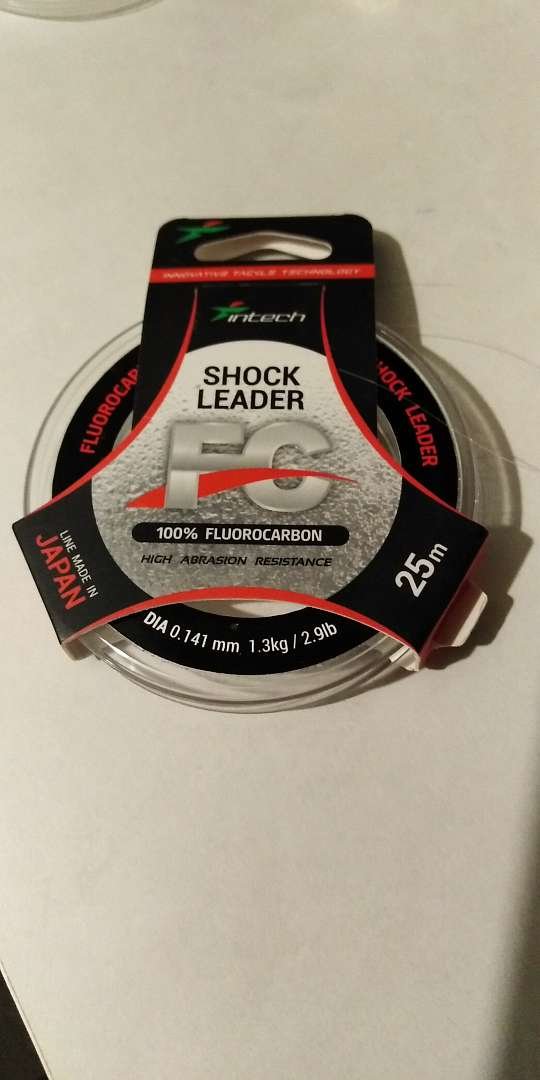 INNOVATIVE TACKLE TECHNOLOGY
intech
SHOCK
LEADER
FC
100% FLUOROCARBON
HIGH ABRASION RESISTANCE
FLUOROCAR
SHOCK LEADER
LINE MADE IN
JAPAN
25m
DIA 0.141 mm 1.3kg / 2.9lb